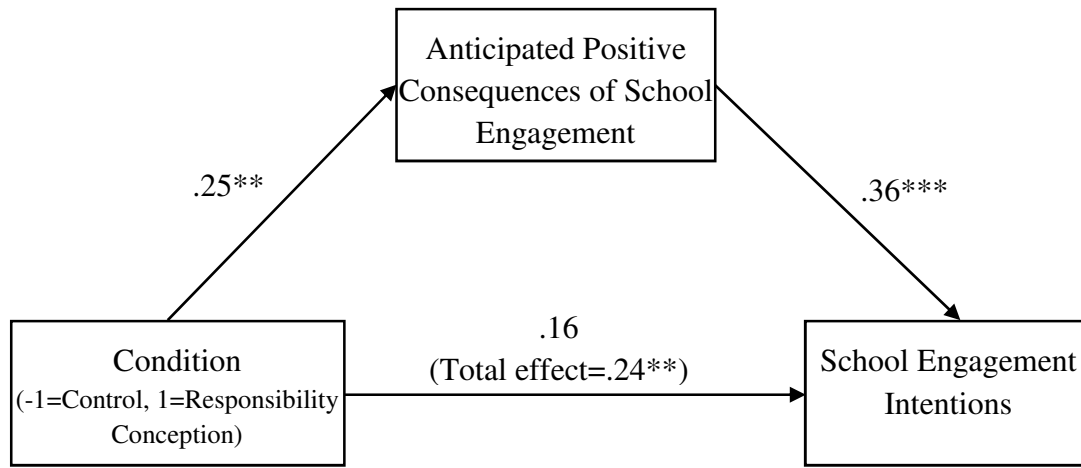 Anticipated Positive
Consequences of School
Engagement
.25**
.36***
.16
(Total effect=.24**)
Condition
(-1=Control, 1=Responsibility
Conception)
School Engagement
Intentions